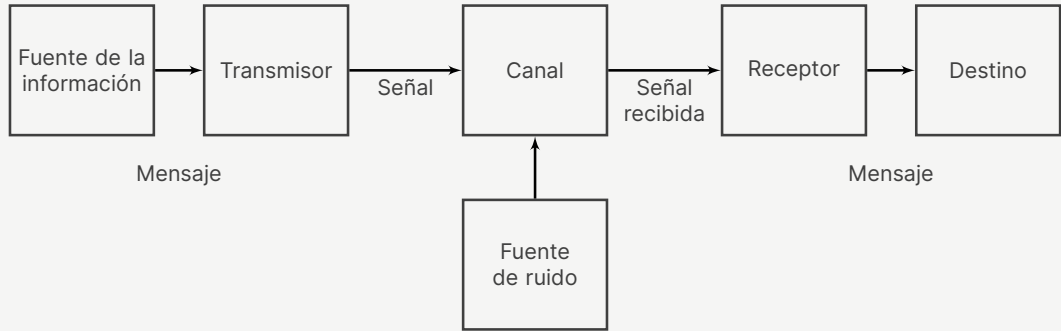 Fuente de la
información
Transmisor
Señal
Canal
Señal
recibida
Receptor
Destino
Mensaje
Mensaje
Fuente
de ruido